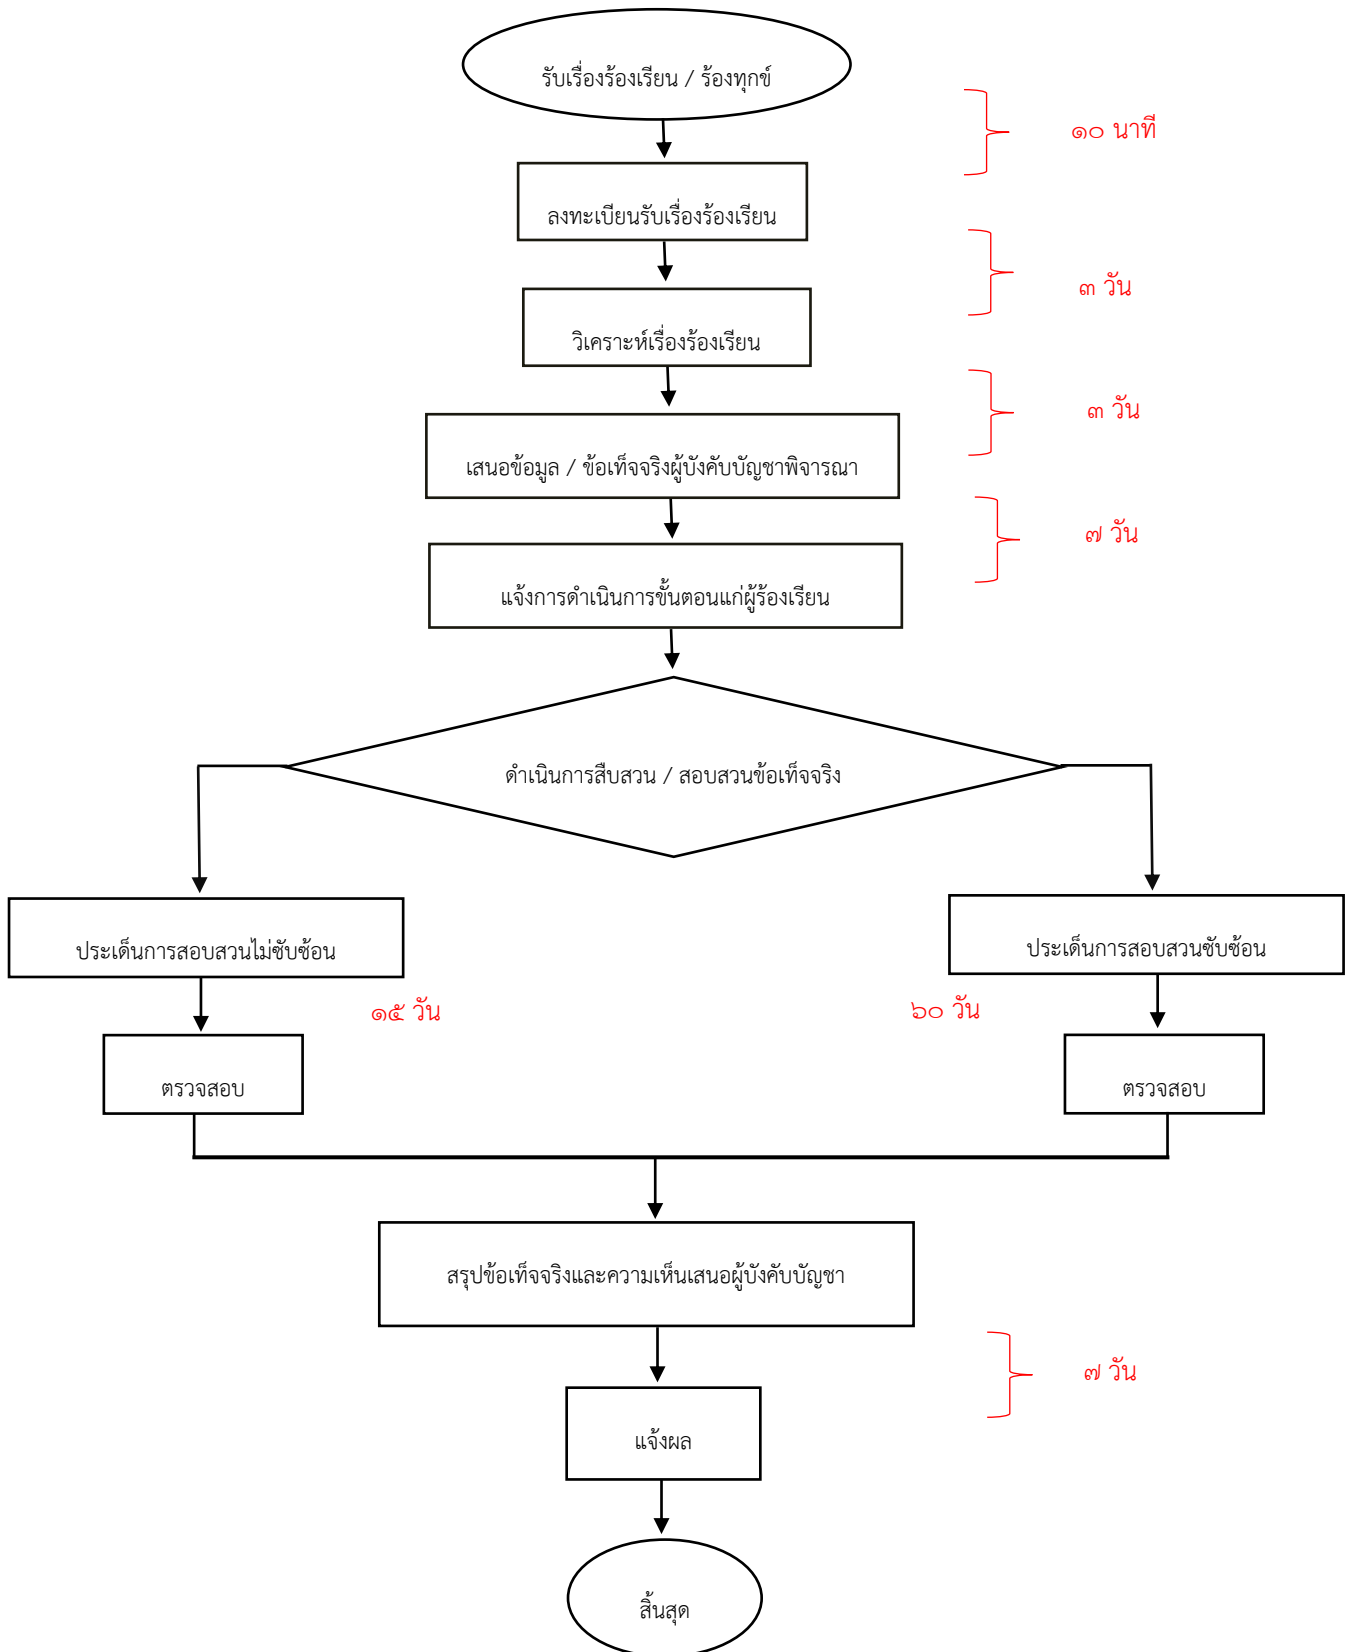 รับเรื่องร้องเรียน / ร้องทุกข์
๑๐ นาที
ลงทะเบียนรับเรื่องร้องเรียน
๓ วัน
วิเคราะห์เรื่องร้องเรียน
๓ วัน
เสนอข้อมูล / ข้อเท็จจริงผู้บังคับบัญชาพิจารณา
๗ วัน
แจ้งการดำเนินการขั้นตอนแก่ผู้ร้องเรียน
ดำเนินการสืบสวน / สอบสวนข้อเท็จจริง
ประเด็นการสอบสวนไม่ซับซ้อน
ประเด็นการสอบสวนซับซ้อน
๑๕ วัน
๖๐ วัน
ตรวจสอบ
ตรวจสอบ
สรุปข้อเท็จจริงและความเห็นเสนอผู้บังคับบัญชา
๗ วัน
แจ้งผล
สิ้นสุด